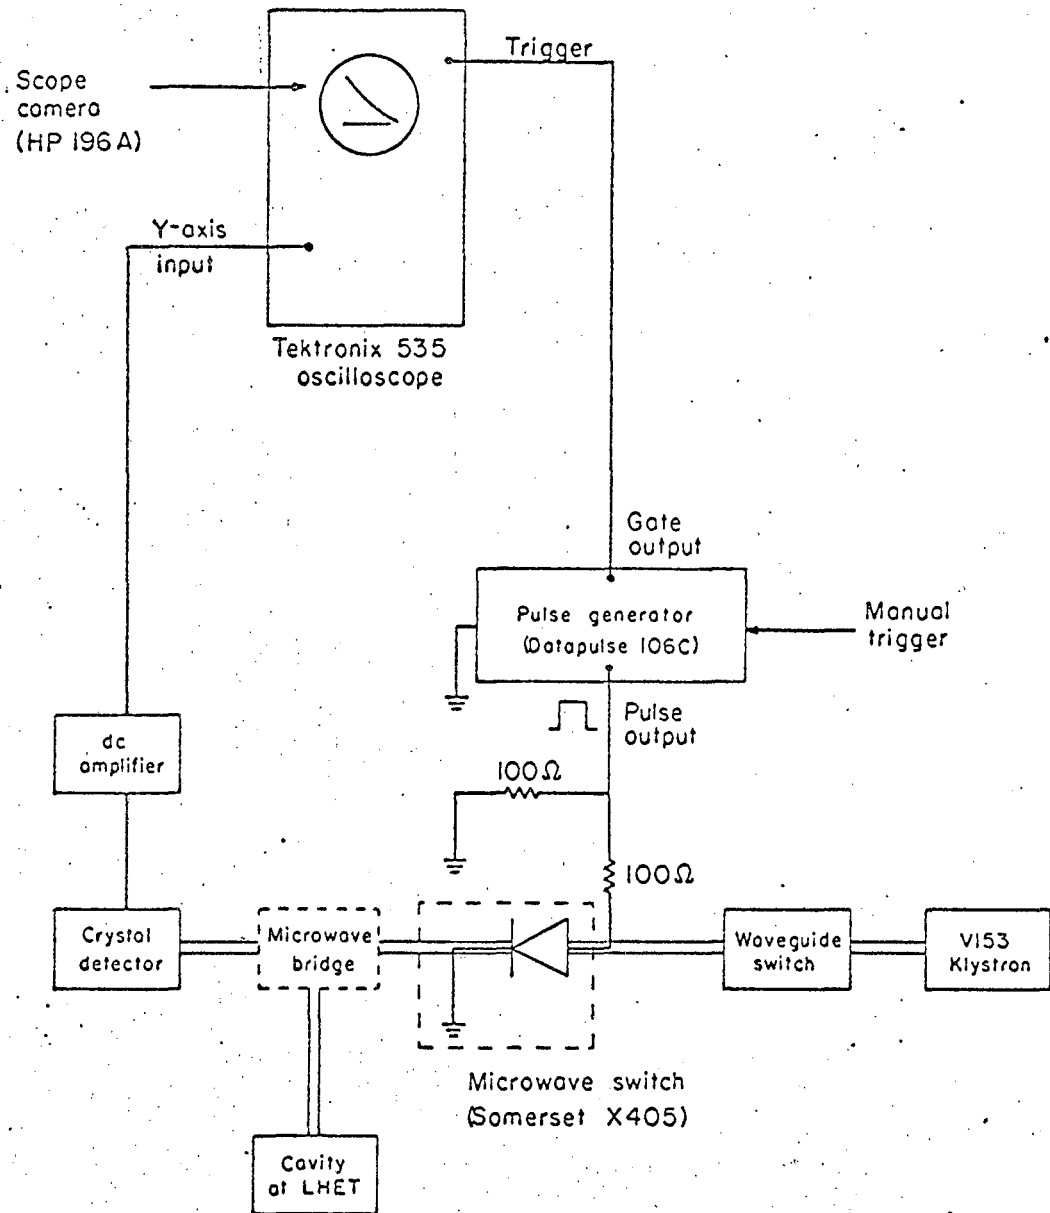 Trigger
Scope
camera
(HP 196A)
Y-axis
input
Tektronix 535
oscilloscope
Gate
output
Pulse generator
(Datapulse 106C)
Manual
trigger
Pulse
output
dc
amplifier
100Ω
100Ω
Crystal
detector
Microwave
bridge
Waveguide
switch
V153
Klystron
Microwave switch
(Somerset X405)
Cavity
at LHET